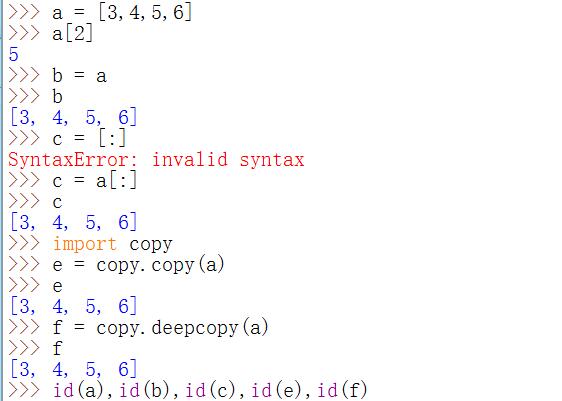 >>> a = [3,4,5,6]
>>> a[2]
5
>>> b = a
>>> b
[3, 4, 5, 6]
>>> c = [:]
SyntaxError: invalid syntax
>>> c = a[:]
>>> c
[3, 4, 5, 6]
>>> import copy
>>> e = copy.copy(a)
>>> e
[3, 4, 5, 6]
>>> f = copy.deepcopy(a)
>>> f
[3, 4, 5, 6]
>>> id(a),id(b),id(c),id(e),id(f)